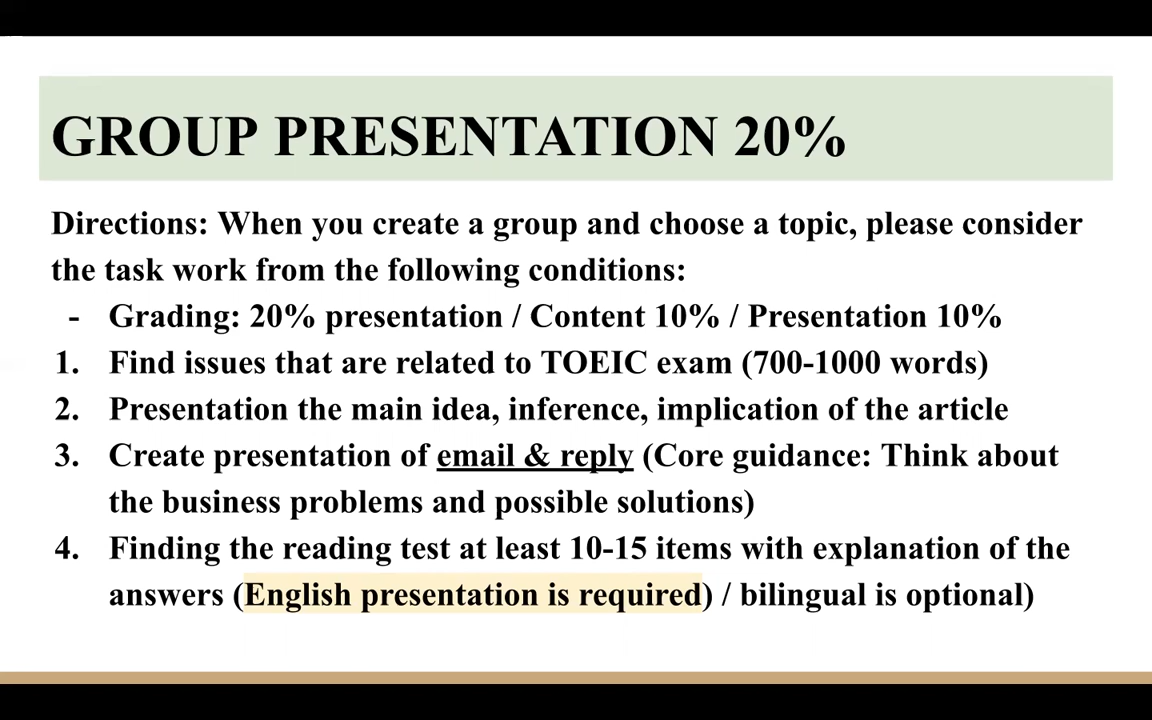 GROUP PRESENTATION 20%
Directions: When you create a group and choose a topic, please consider
the task work from the following conditions:
- Grading: 20% presentation / Content 10% / Presentation 10%
1. Find issues that are related to TOEIC exam (700-1000 words)
2. Presentation the main idea, inference, implication of the article
3. Create presentation of email & reply (Core guidance: Think about
the business problems and possible solutions)
4. Finding the reading test at least 10-15 items with explanation of the
answers (English presentation is required) / bilingual is optional)